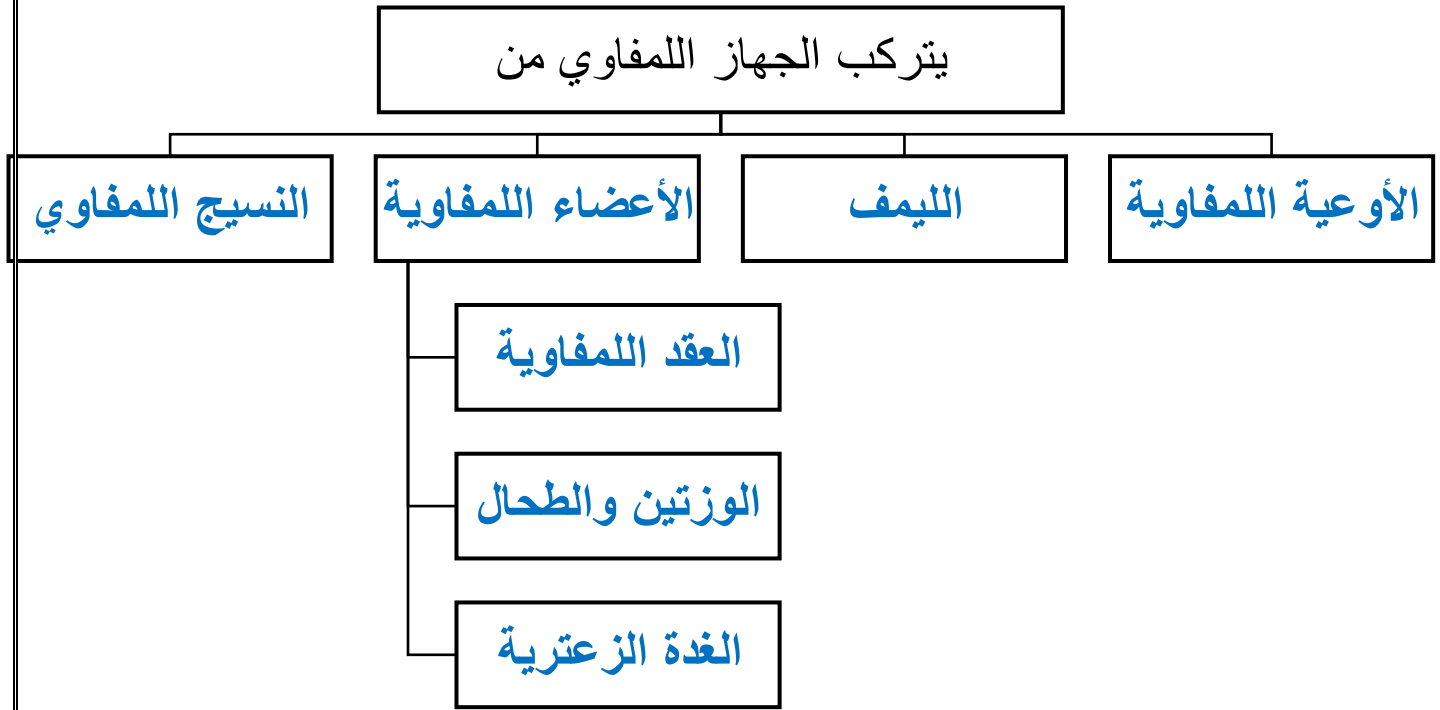 يتركب الجهاز اللمفاوي من
الأوعية اللمفاوية
الليمف
الأعضاء اللمفاوية
النسيج اللمفاوي
العقد اللمفاوية
الوزتين والطحال
الغدة الزعترية